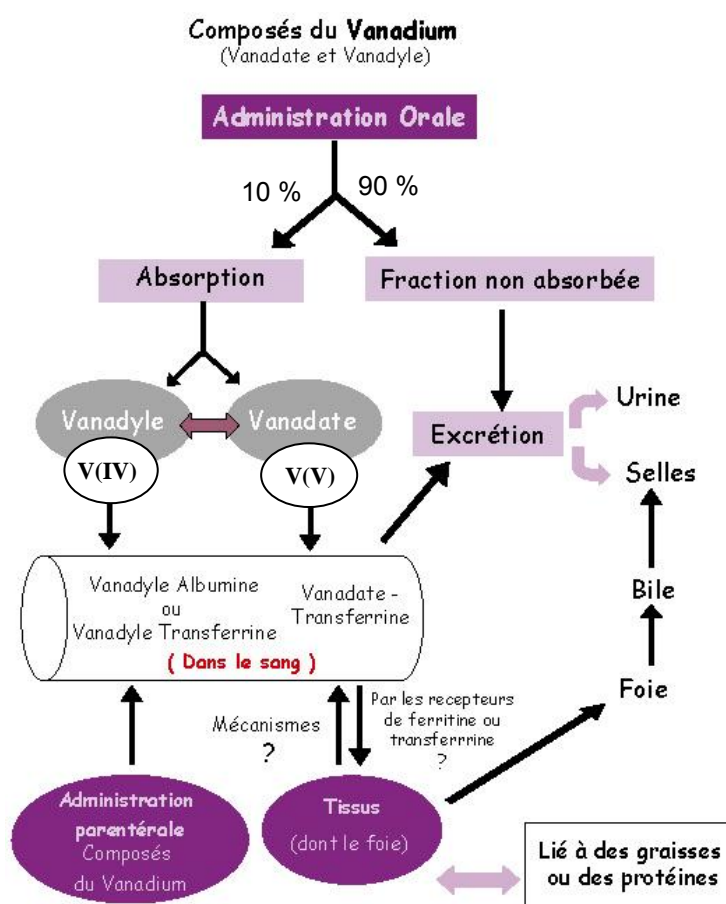 Composés du Vanadium
(Vanadate et Vanadyle)
Administration Orale
10 %
90 %
Absorption
Fraction non absorbée
Vanadyle
Vanadate
V(IV)
V(V)
Excrétion
Urine
Selles
Bile
Foie
Vanadyle Albumine
ou
Vanadyle Transferrine
Vanadate -
Transferrine
( Dans le sang )
Mécanismes
?
Par les recepteurs
de ferritine ou
transferrrine
?
Administration
parentérale
Composés
du Vanadium
Tissus
(dont le foie)
Lié à des graisses
ou des protéines